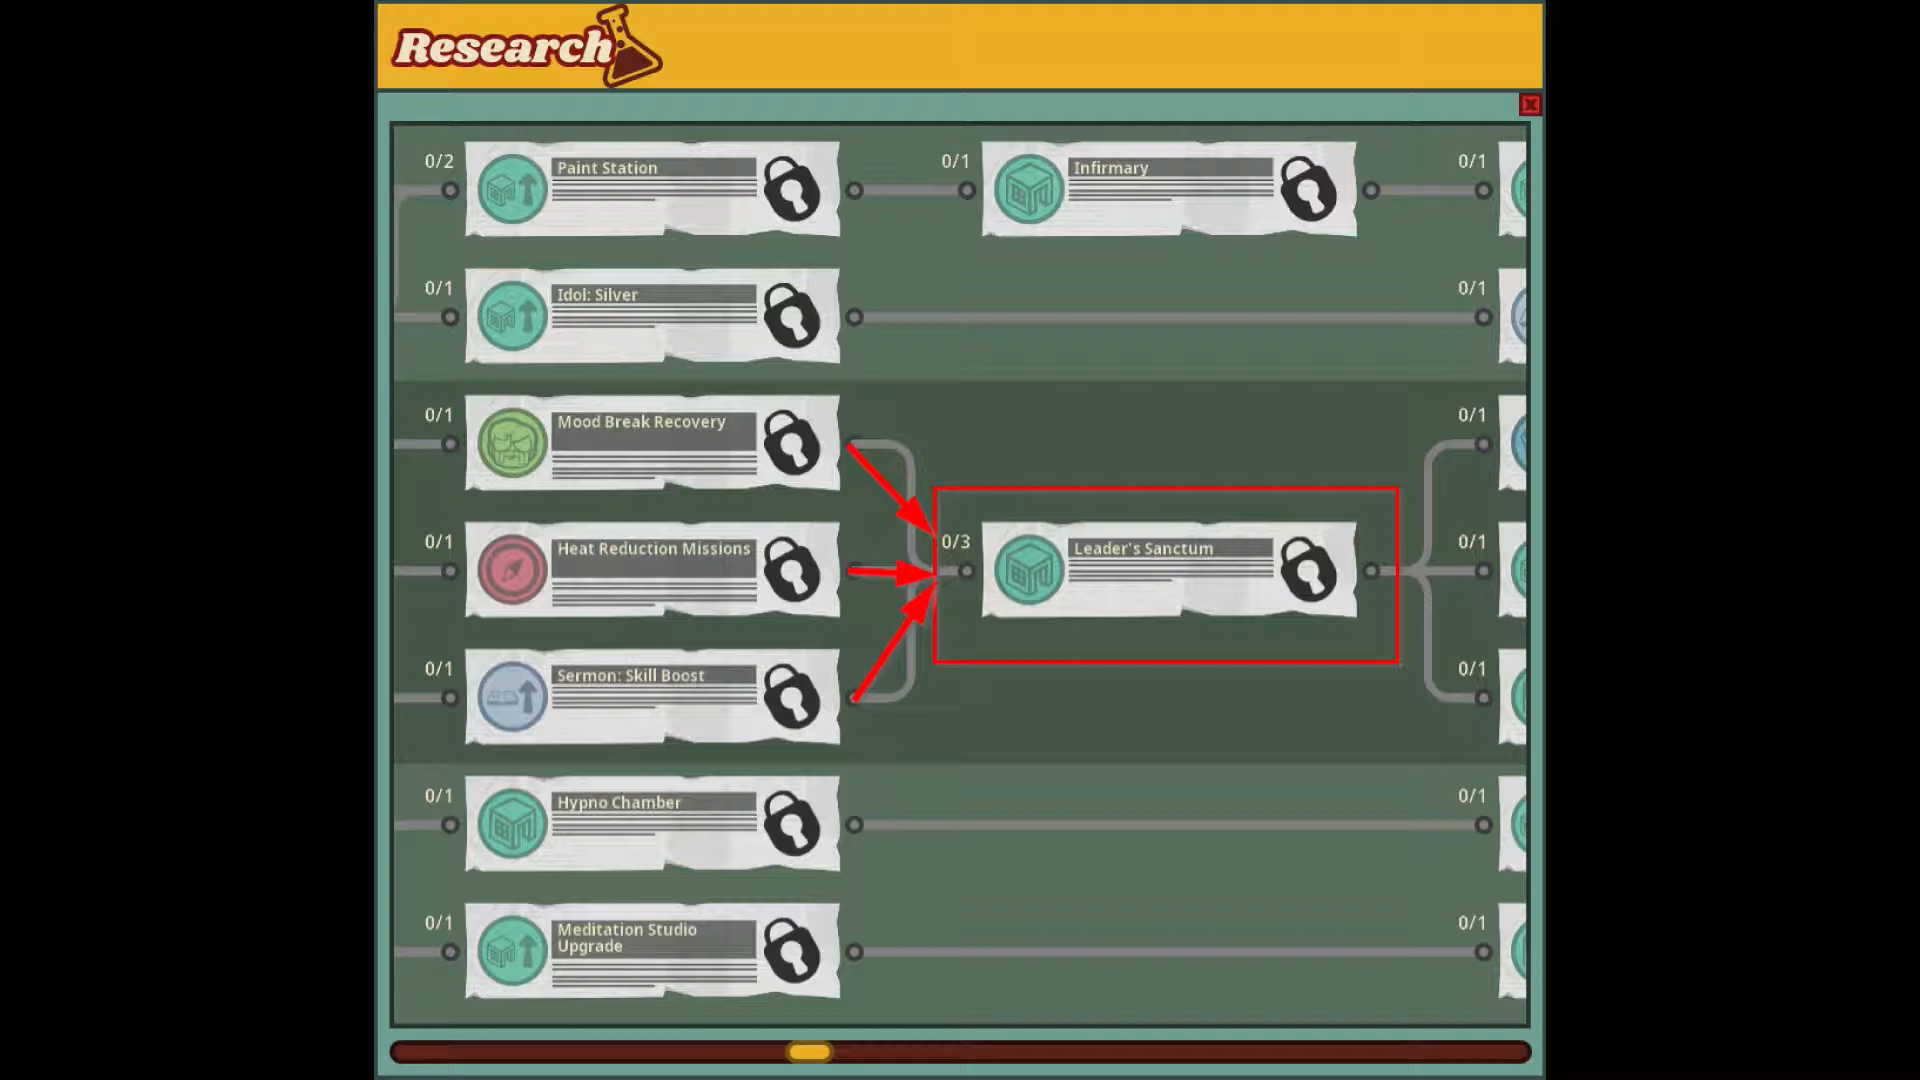 Research
0/2
Paint Station
0/1
Infirmary
0/1
0/1
Idol: Silver
0/1
0/1
Mood Break Recovery
0/1
0/1
Heat Reduction Missions
0/3
Leader's Sanctum
0/1
0/1
Sermon: Skill Boost
0/1
0/1
Hypno Chamber
0/1
0/1
Meditation Studio
Upgrade
0/1